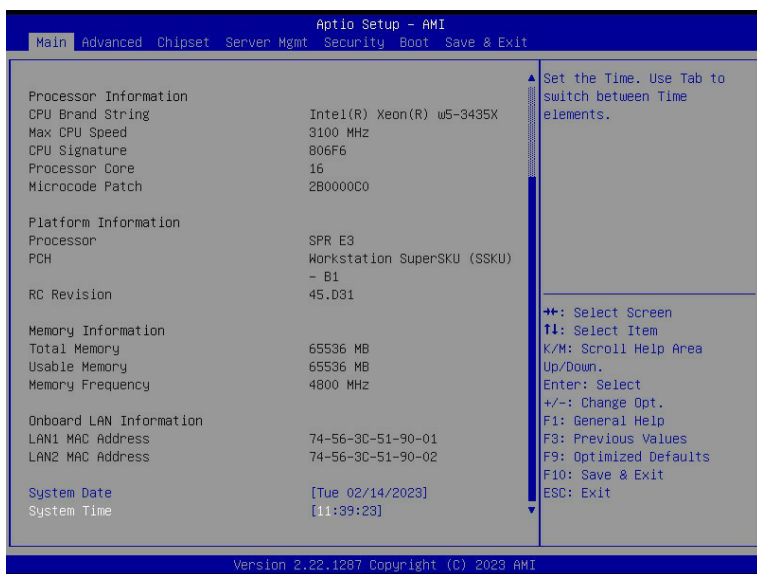 Aptio Setup - AMI
Main Advanced Chipset Server Mgmt Security Boot Save & Exit
Processor Information
CPU Brand String Intel(R) Xeon(R) w5-3435X
Max CPU Speed 3100 MHz
CPU Signature 806F6
Processor Core 16
Microcode Patch 2B0000C0
Platform Information
Processor SPR E3
PCH Workstation SuperSKU (SSKU)
- B1
RC Revision 45.D31
Memory Information
Total Memory 65536 MB
Usable Memory 65536 MB
Memory Frequency 4800 MHz
Onboard LAN Information
LAN1 MAC Address 74-56-3C-51-90-01
LAN2 MAC Address 74-56-3C-51-90-02
System Date [Tue 02/14/2023]
System Time [11:39:23]
Set the Time. Use Tab to
switch between Time
elements.
→←: Select Screen
↑↓: Select Item
K/M: Scroll Help Area
Up/Down.
Enter: Select
+/-: Change Opt.
F1: General Help
F3: Previous Values
F9: Optimized Defaults
F10: Save & Exit
ESC: Exit
Version 2.22.1287 Copyright (C) 2023 AMI